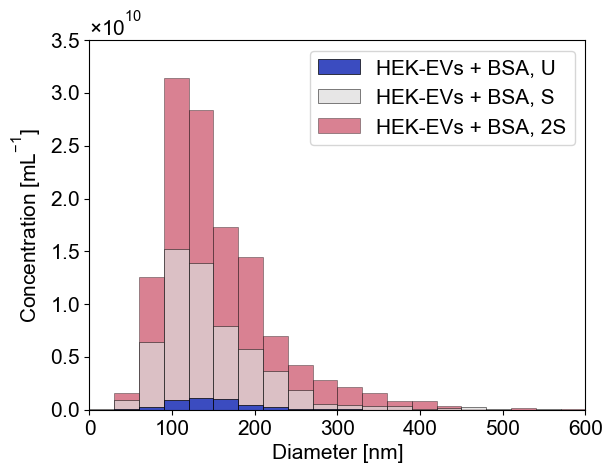 ×10¹⁰
3.5
3.0
2.5
2.0
1.5
1.0
0.5
0.0
Concentration [mL⁻¹]
HEK-EVs + BSA, U
HEK-EVs + BSA, S
HEK-EVs + BSA, 2S
0 100 200 300 400 500 600
Diameter [nm]